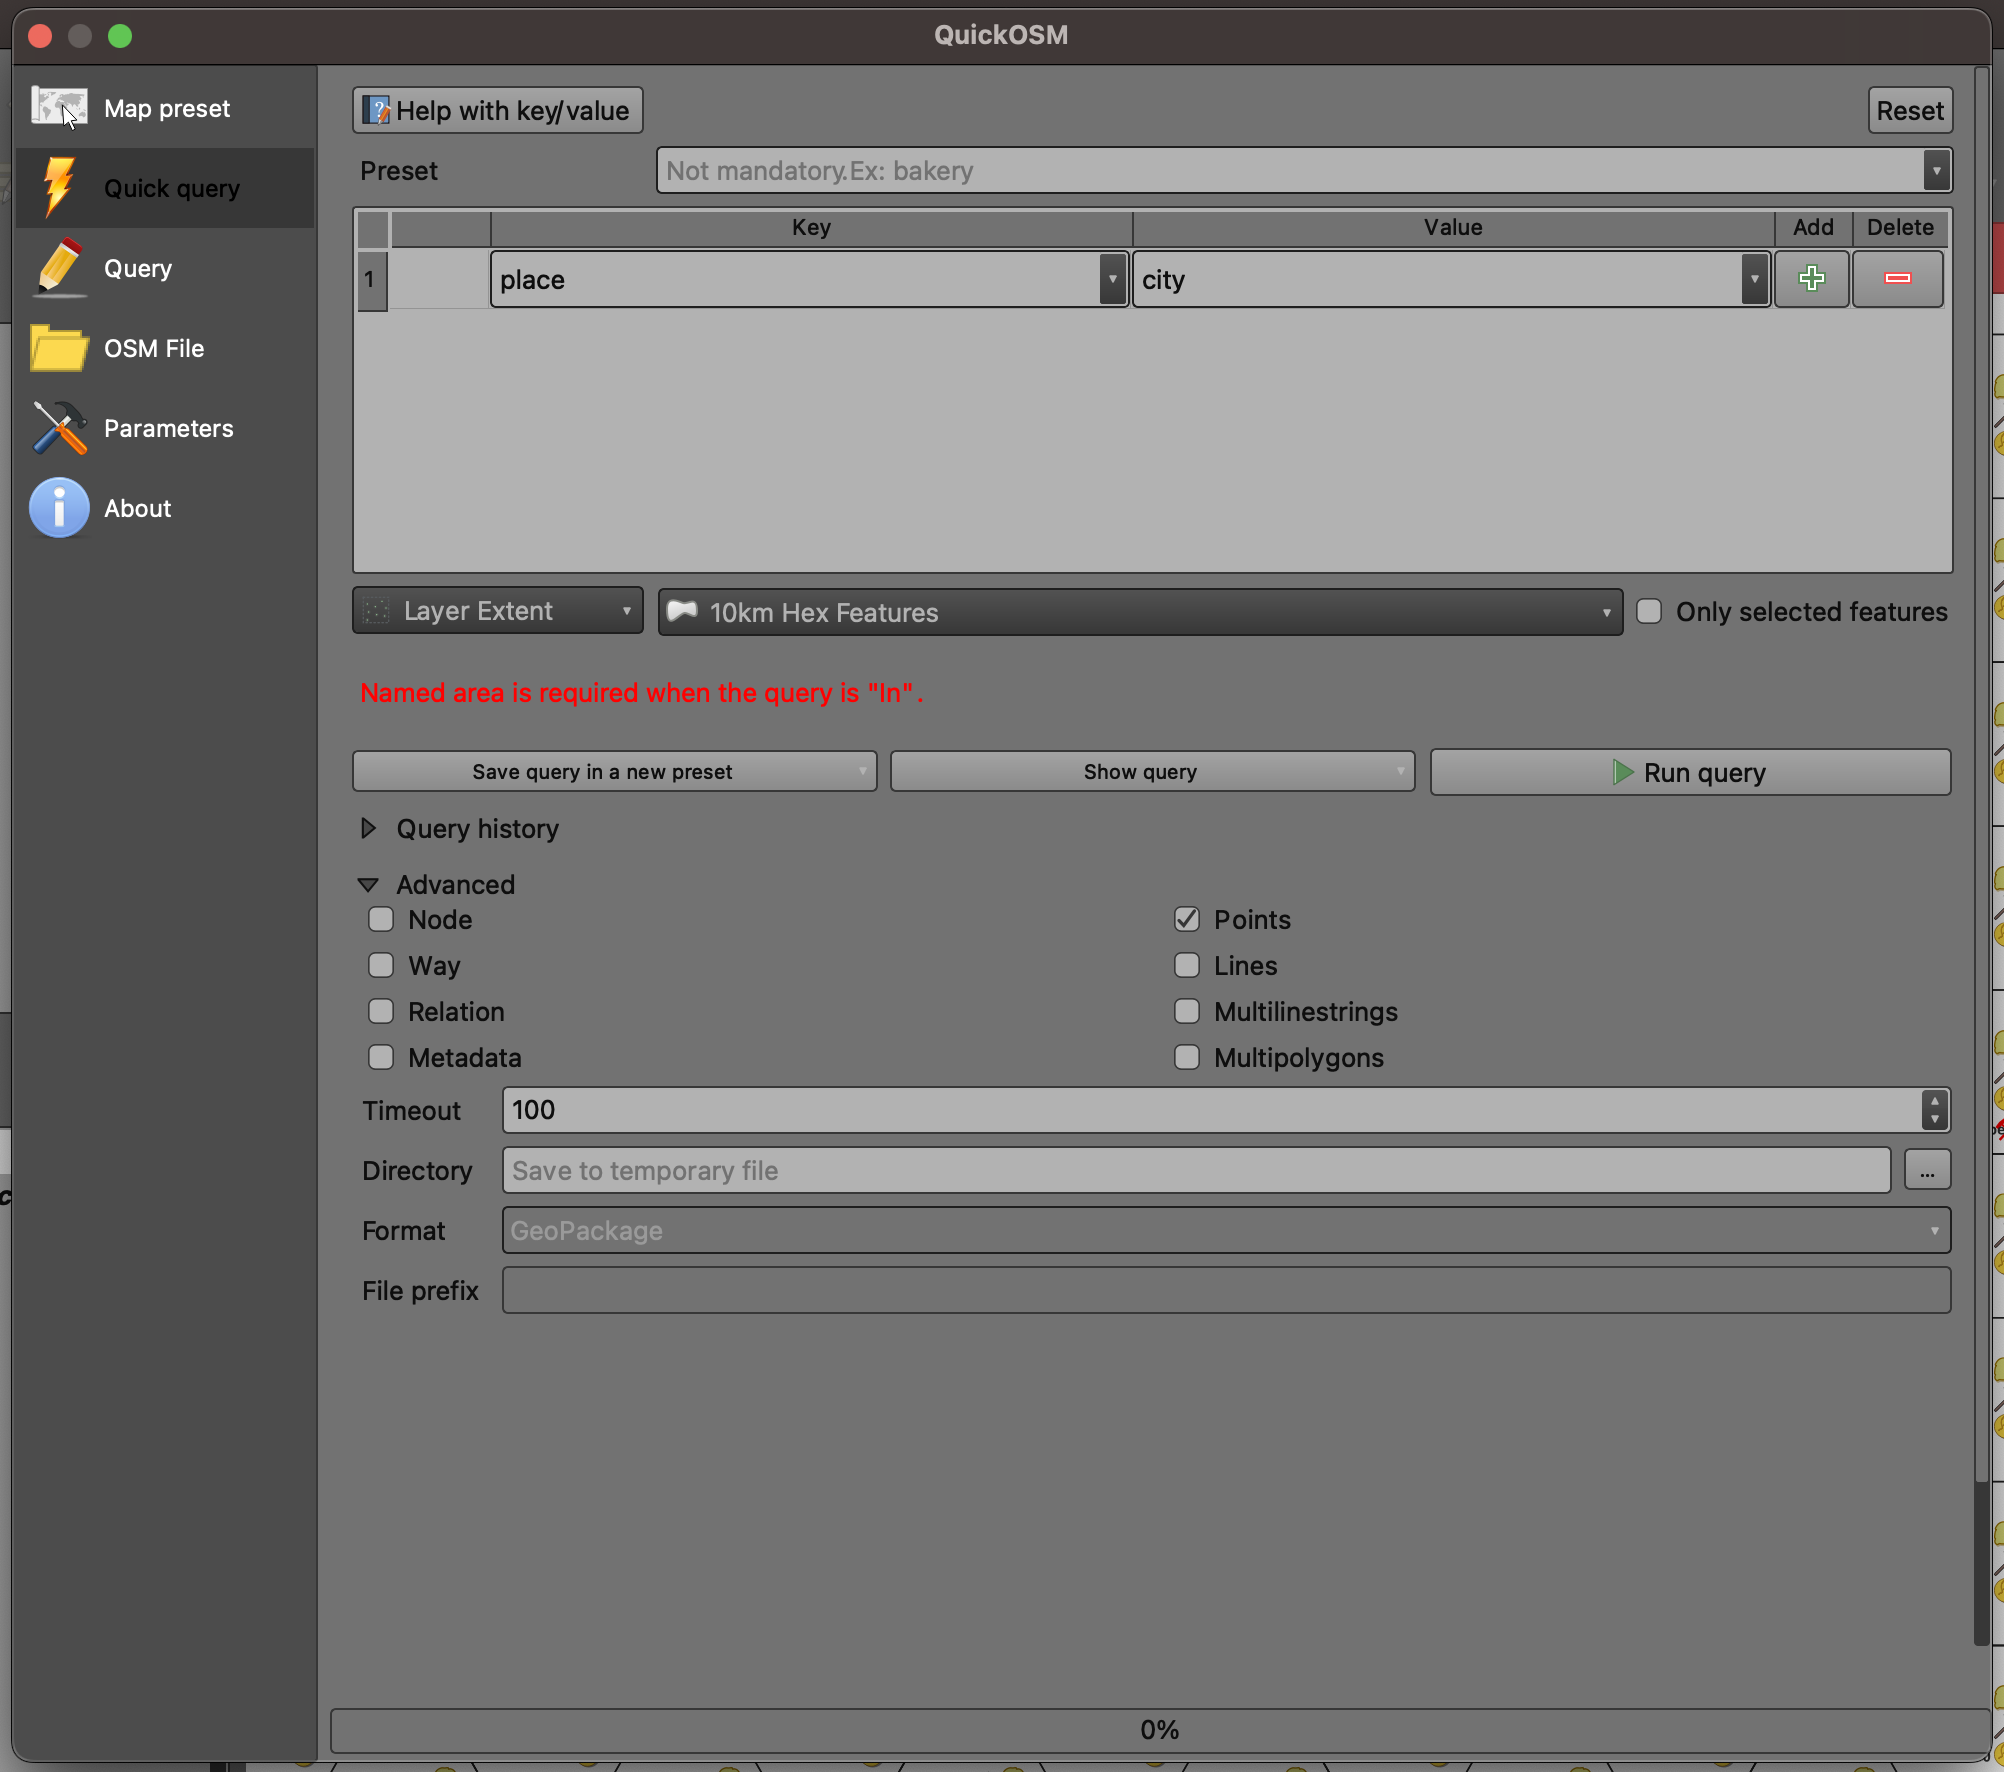 QuickOSM
Map preset
Quick query
Query
OSM File
Parameters
About
Help with key/value
Reset
Preset
Not mandatory.Ex: bakery
Key Value Add Delete
1 place city
Layer Extent 10km Hex Features Only selected features
Named area is required when the query is "In".
Save query in a new preset Show query Run query
Query history
Advanced
Node Points
Way Lines
Relation Multilinestrings
Metadata Multipolygons
Timeout 100
Directory Save to temporary file ...
Format GeoPackage
File prefix
0%